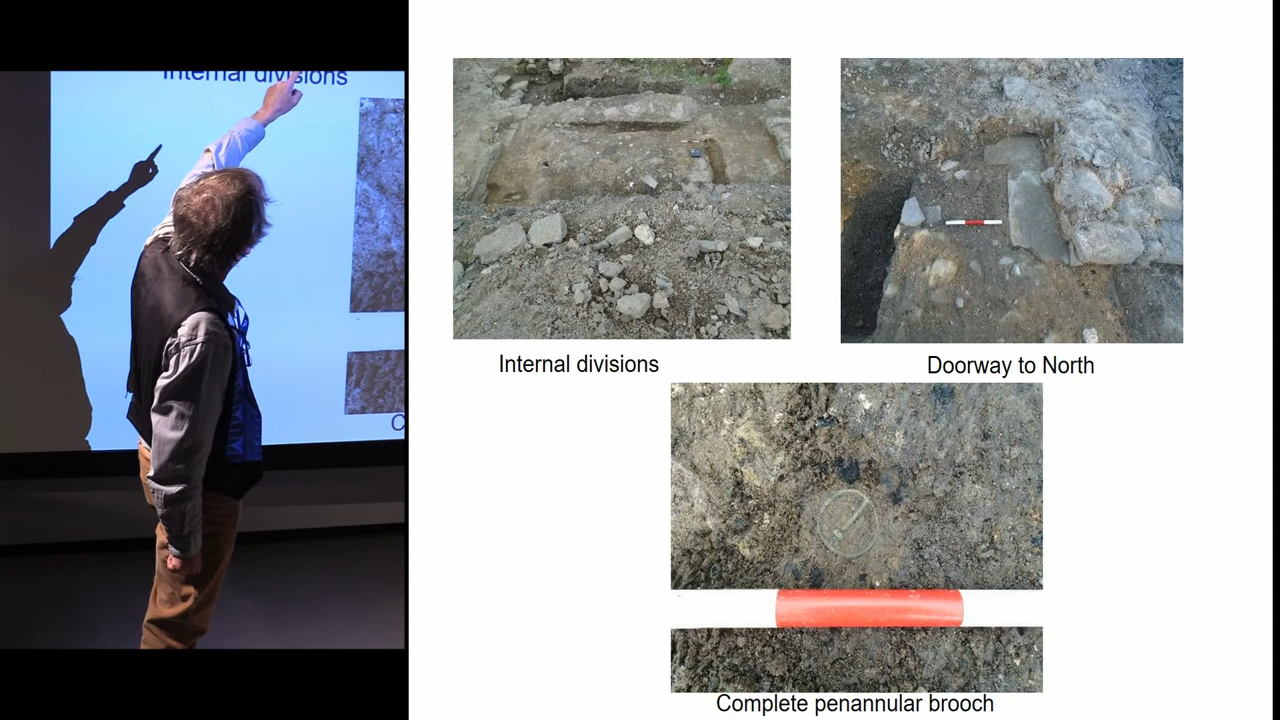 Internal divisions
Internal divisions
Doorway to North
Complete penannular brooch
C